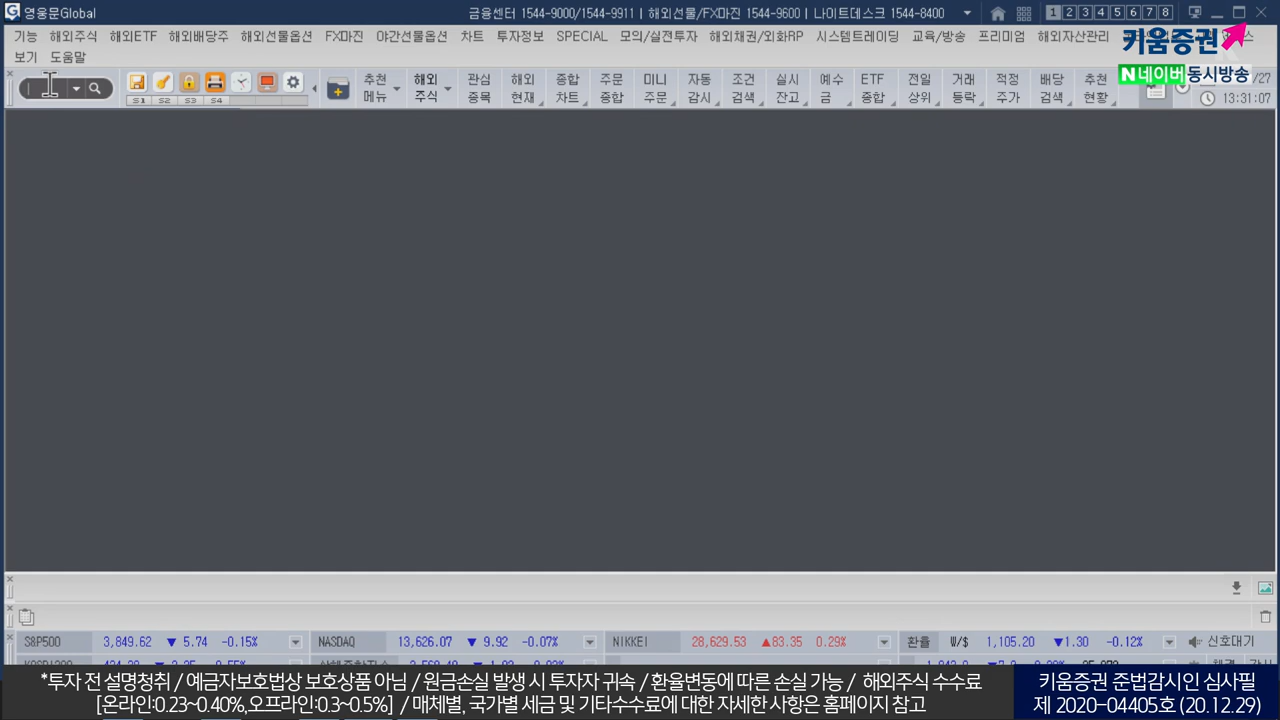 영웅문Global
금융센터 1544-9000/1544-9911 | 해외선물/FX마진 1544-9600 | 나이트데스크 1544-8400
1 2 3 4 5 6 7 8
기능 해외주식 해외ETF 해외배당주 해외선물옵션 FX마진 야간선물옵션 차트 투자정보 SPECIAL 모의/실전투자 해외채권/외화RP 시스템트레이딩 교육/방송 프리미엄 해외자산관리
보기 도움말
키움증권
N 네이버 동시방송
추천 메뉴
해외 주식
관심 종목
해외 현재
종합 차트
주문 종합
미니 주문
자동 감시
조건 검색
실시 잔고
예수 금
ETF 종합
전일 상위
거래 등락
적정 주가
배당 검색
추천 현황
S1 S2 S3 S4
/27
13:31:07
S&P500 3,849.62 ▼ 5.74 -0.15% NASDAQ 13,626.07 ▼ 9.92 -0.07% NIKKEI 28,629.53 ▲83.35 0.29% 환율 W/$ 1,105.20 ▼1.30 -0.12% 신호대기
*투자 전 설명청취 / 예금자보호법상 보호상품 아님 / 원금손실 발생 시 투자자 귀속 / 환율변동에 따른 손실 가능 / 해외주식 수수료
[온라인:0.23~0.40%,오프라인:0.3~0.5%] / 매체별, 국가별 세금 및 기타수수료에 대한 자세한 사항은 홈페이지 참고
키움증권 준법감시인 심사필
제 2020-04405호 (20.12.29)